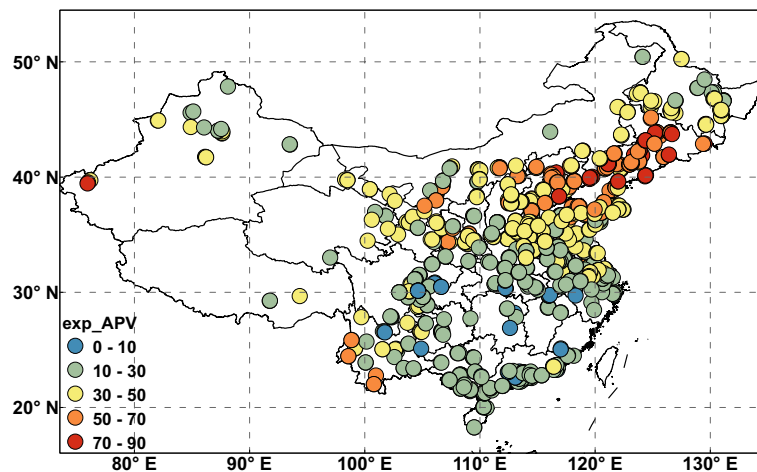 50° N
40° N
30° N
20° N
exp_APV
0 - 10
10 - 30
30 - 50
50 - 70
70 - 90
80° E
90° E
100° E
110° E
120° E
130° E